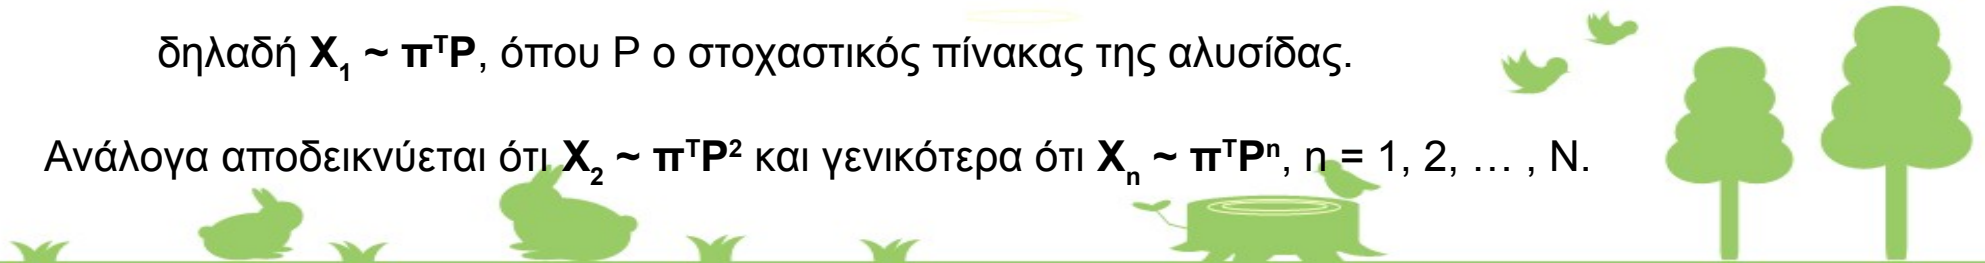 δηλαδή X₁ ~ πᵀP, όπου P ο στοχαστικός πίνακας της αλυσίδας.
Ανάλογα αποδεικνύεται ότι X₂ ~ πᵀP² και γενικότερα ότι Xₙ ~ πᵀPⁿ, n = 1, 2, … , N.